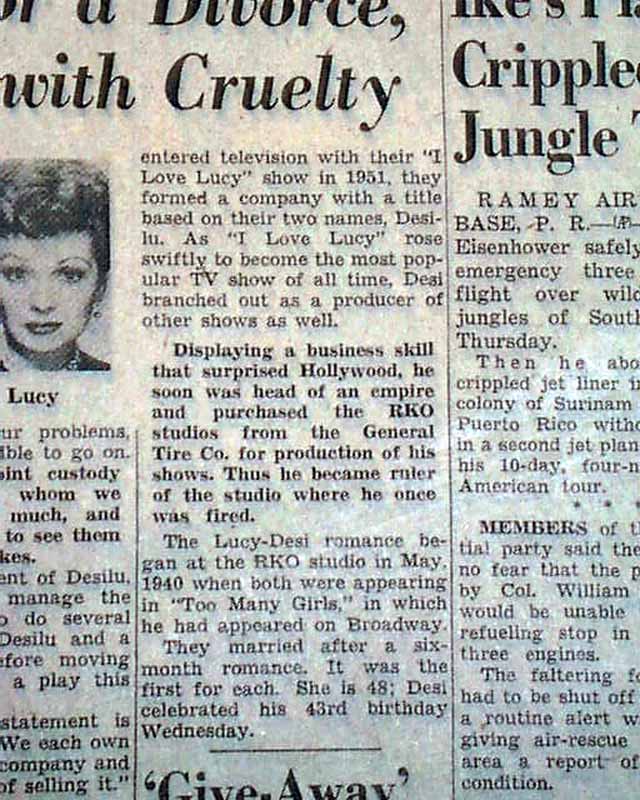 or a Divorce,
with Cruelty
Lucy
ur problems,
ible to go on.
oint custody
whom we
much, and
to see them
kes.
ent of Desilu,
manage the
o do several
Desilu and a
efore moving
a play this
statement is
We each own
company and
of selling it."
entered television with their "I
Love Lucy" show in 1951, they
formed a company with a title
based on their two names, Desi-
lu. As "I Love Lucy" rose
swiftly to become the most pop-
ular TV show of all time, Desi
branched out as a producer of
other shows as well.
Displaying a business skill
that surprised Hollywood, he
soon was head of an empire
and purchased the RKO
studios from the General
Tire Co. for production of his
shows. Thus he became ruler
of the studio where he once
was fired.
The Lucy-Desi romance be-
gan at the RKO studio in May,
1940 when both were appearing
in "Too Many Girls," in which
he had appeared on Broadway.
They married after a six-
month romance. It was the
first for each. She is 48; Desi
celebrated his 43rd birthday
Wednesday.
'Give-Away'
Ike's Pl
Cripple
Jungle T
RAMEY AIR
BASE, P. R.—(AP)
Eisenhower safely
emergency three
flight over wild
jungles of South
Thursday.
Then he abo
crippled jet liner in
colony of Surinam
Puerto Rico witho
in a second jet plan
his 10-day, four-n
American tour.
* *
MEMBERS of th
tial party said the
no fear that the p
by Col. William
would be unable
refueling stop in
three engines.
The faltering fo
had to be shut off
a routine alert w
giving air-rescue
area a report of
condition.